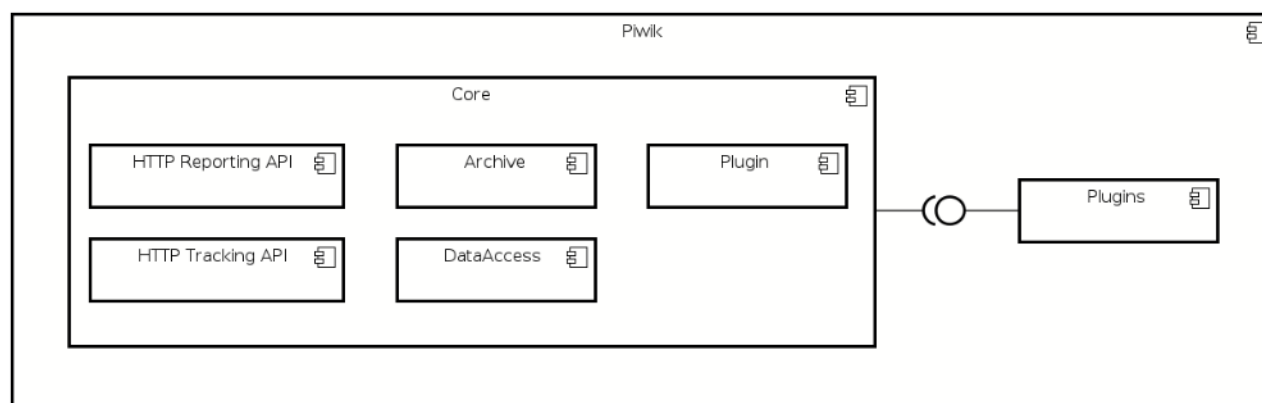 Piwik
Core
HTTP Reporting API
Archive
Plugin
Plugins
HTTP Tracking API
DataAccess